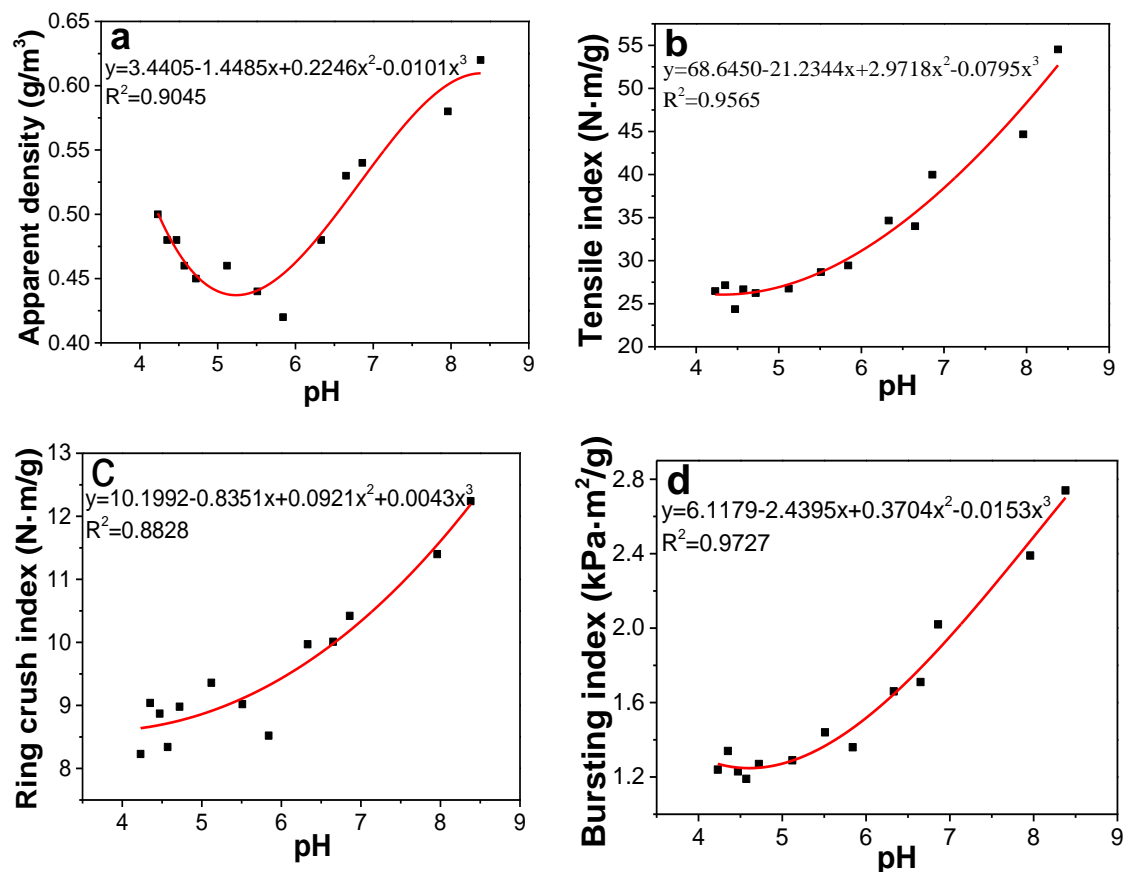 a
y=3.4405-1.4485x+0.2246x²-0.0101x³
R²=0.9045
Apparent density (g/m³)
0.65
0.60
0.55
0.50
0.45
0.40
4 5 6 7 8 9
pH
b
y=68.6450-21.2344x+2.9718x²-0.0795x³
R²=0.9565
Tensile index (N·m/g)
55
50
45
40
35
30
25
20
4 5 6 7 8 9
pH
C
y=10.1992-0.8351x+0.0921x²+0.0043x³
R²=0.8828
Ring crush index (N·m/g)
13
12
11
10
9
8
4 5 6 7 8 9
pH
d
y=6.1179-2.4395x+0.3704x²-0.0153x³
R²=0.9727
Bursting index (kPa·m²/g)
2.8
2.4
2.0
1.6
1.2
4 5 6 7 8 9
pH